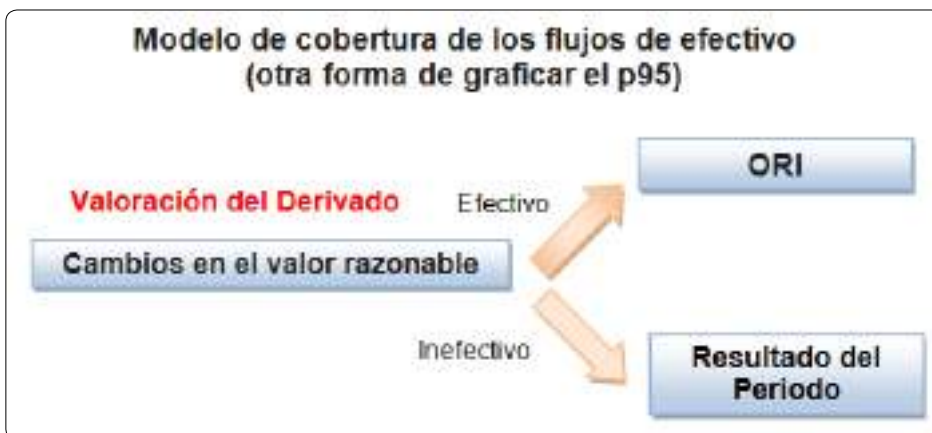 Modelo de cobertura de los flujos de efectivo
(otra forma de graficar el p95)
ORI
Valoración del Derivado
Efectivo
Cambios en el valor razonable
Inefectivo
Resultado del
Periodo